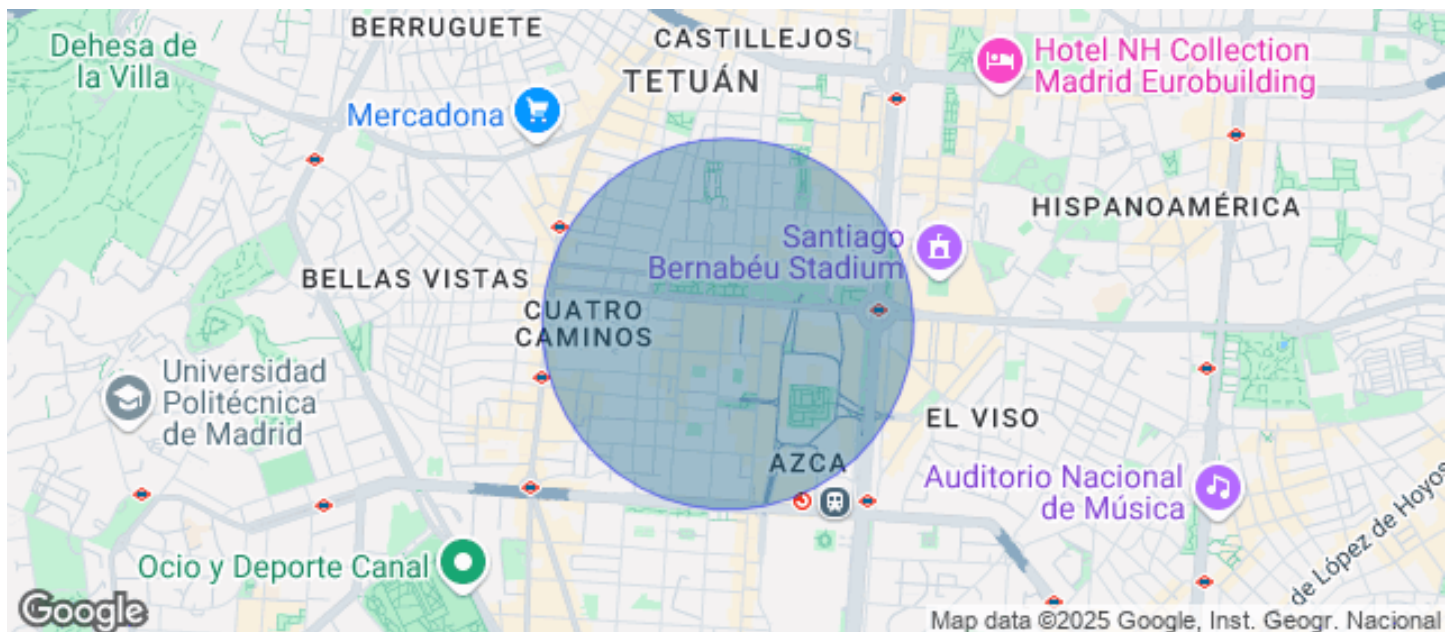 BERRUGUETE
CASTILLEJOS
Dehesa de
la Villa
TETUÁN
Hotel NH Collection
Madrid Eurobuilding
Mercadona
HISPANOAMÉRICA
Santiago
Bernabéu Stadium
BELLAS VISTAS
CUATRO
CAMINOS
Universidad
Politécnica
de Madrid
EL VISO
AZCA
Auditorio Nacional
de Música
de López de Hoyos
Ocio y Deporte Canal
Google
Map data ©2025 Google, Inst. Geogr. Nacional